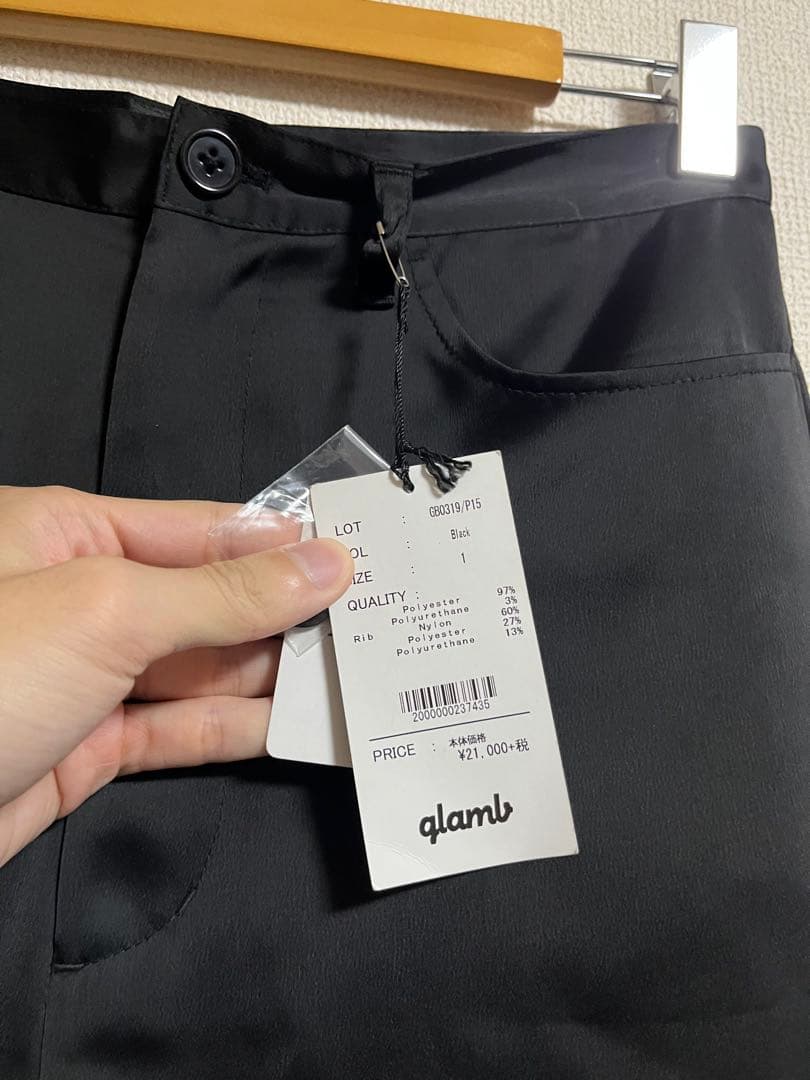 LOT : GB0319/P15
OL : Black
IZE : 1
QUALITY :
Polyester 97%
Polyurethane 3%
Rib Nylon 60%
Polyester 27%
Polyurethane 13%
2000000237435
PRICE : 本体価格
¥21,000+税
glamb